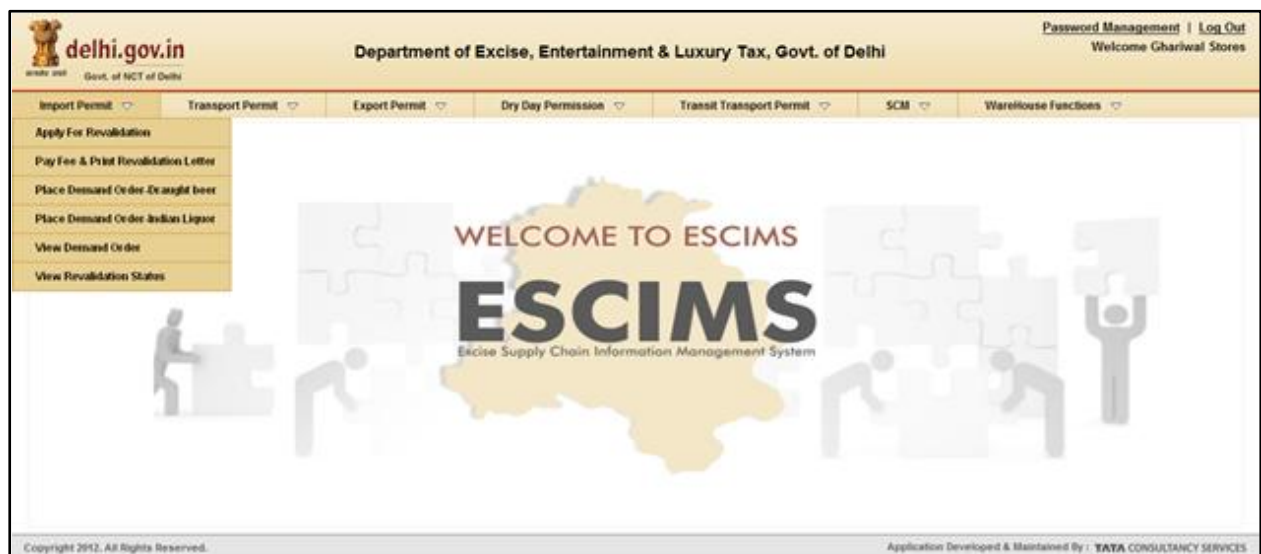 Password Management | Log Out
delhi.gov.in
Department of Excise, Entertainment & Luxury Tax, Govt. of Delhi
Welcome Ghariwal Stores
Govt. of NCT of Delhi
Import Permit
Transport Permit
Export Permit
Dry Day Permission
Transit Transport Permit
SCM
WareHouse Functions
Apply For Revalidation
Pay Fee & Print Revalidation Letter
Place Demand Order-Draught beer
Place Demand Order-Indian Liquor
View Demand Order
View Revalidation Status
WELCOME TO ESCIMS
ESCIMS
Excise Supply Chain Information Management System
Copyright 2012. All Rights Reserved.
Application Developed & Maintained By : TATA CONSULTANCY SERVICES